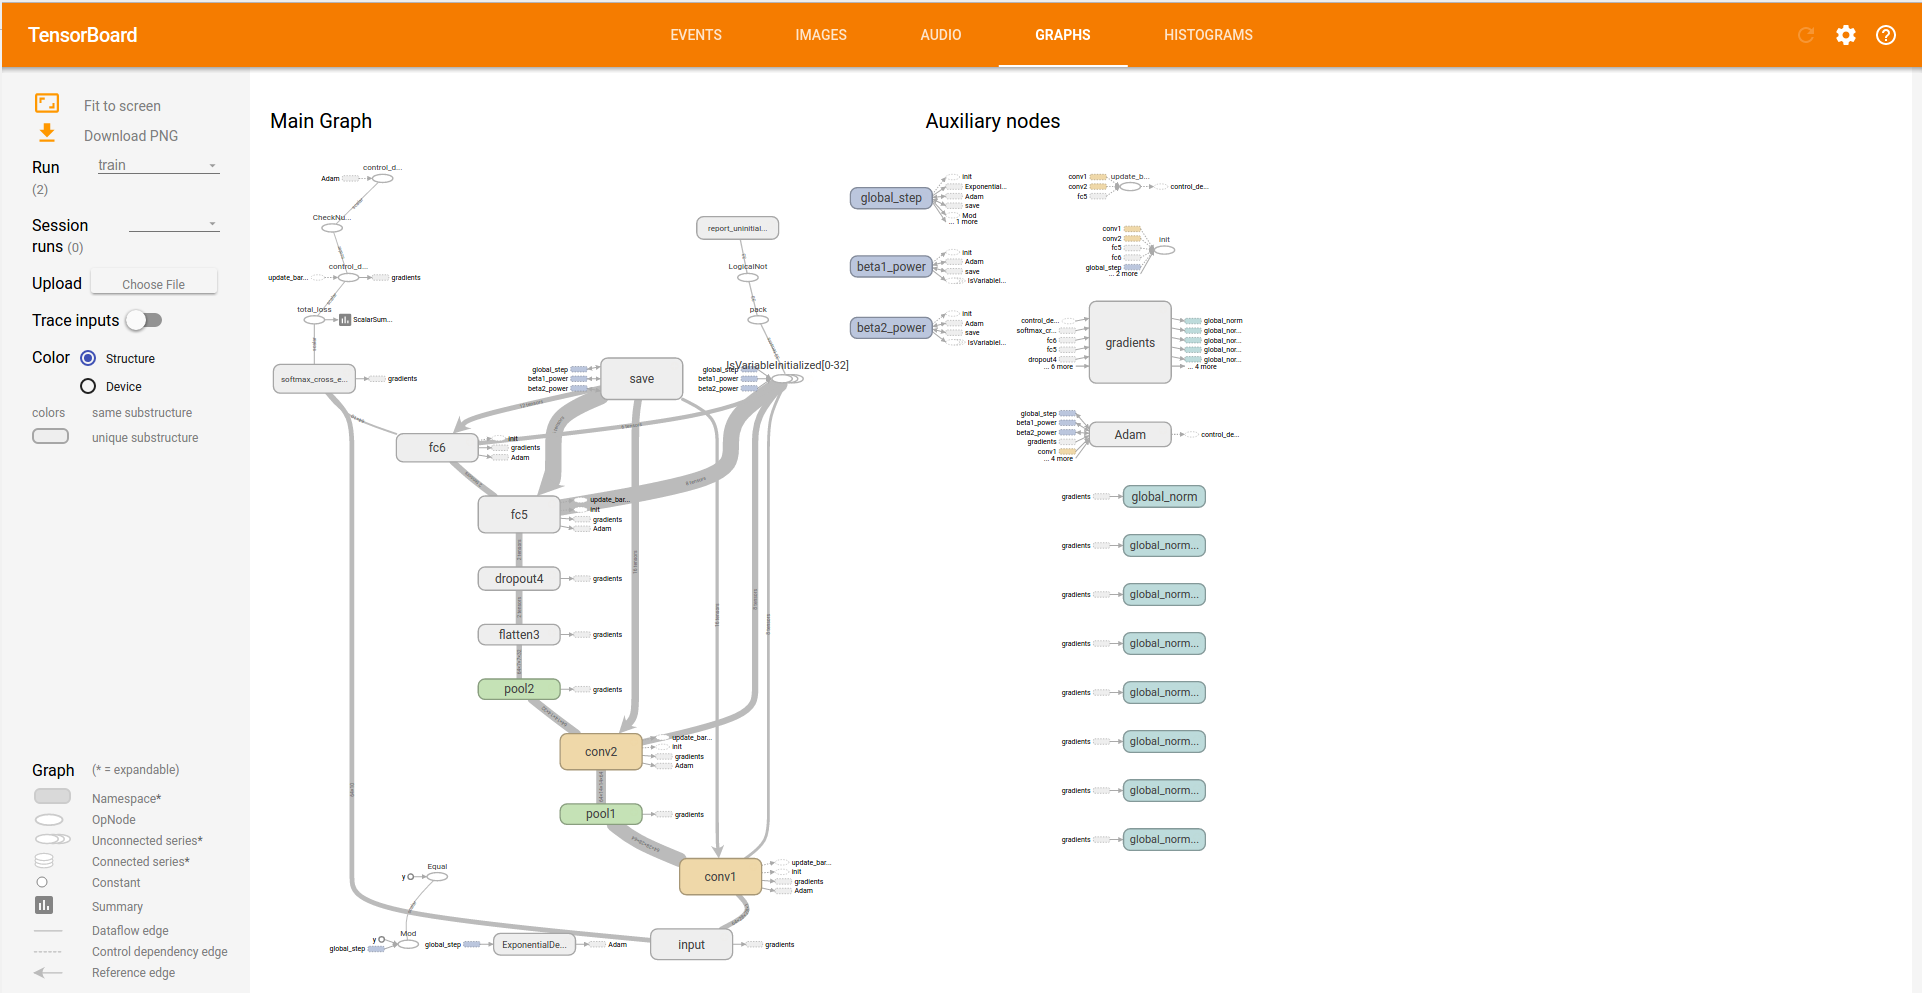 TensorBoard
EVENTS
IMAGES
AUDIO
GRAPHS
HISTOGRAMS
Fit to screen
Download PNG
Run
train
(2)
Session
runs (0)
Upload
Choose File
Trace inputs
Color
Structure
Device
colors
same substructure
unique substructure
Graph
(* = expandable)
Namespace*
OpNode
Unconnected series*
Connected series*
Constant
Summary
Dataflow edge
Control dependency edge
Reference edge
Main Graph
control_d...
Adam
CheckNu...
control_d...
update_bar...
gradients
total_loss
ScalarSum...
softmax_cross_e...
gradients
report_uninitial...
LogicalNot
pack
IsVariableInitialized[0-32]
global_step
beta1_power
beta2_power
save
global_step
beta1_power
beta2_power
fc6
init
gradients
Adam
fc5
update_bar...
init
gradients
Adam
dropout4
gradients
flatten3
gradients
pool2
gradients
conv2
update_bar...
init
gradients
Adam
pool1
gradients
conv1
update_bar...
init
gradients
Adam
Equal
y
Mod
y
global_step
global_step
ExponentialDe...
Adam
input
gradients
Auxiliary nodes
global_step
init
Exponential...
Adam
save
Mod
... 1 more
beta1_power
init
Adam
save
IsVariableI...
beta2_power
init
Adam
save
IsVariableI...
conv1
conv2
fc5
update_b...
control_de...
conv1
conv2
fc5
fc6
global_step
... 2 more
init
control_de...
softmax_cr...
fc6
fc5
dropout4
... 6 more
gradients
global_norm
global_nor...
global_nor...
global_nor...
global_nor...
... 4 more
global_step
beta1_power
beta2_power
gradients
conv1
... 4 more
Adam
control_de...
gradients
global_norm
gradients
global_norm...
gradients
global_norm...
gradients
global_norm...
gradients
global_norm...
gradients
global_norm...
gradients
global_norm...
gradients
global_norm...